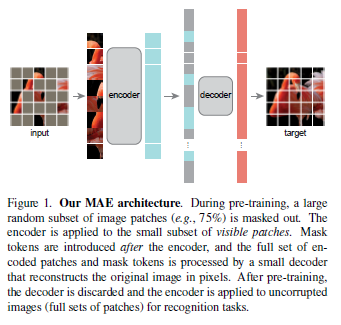 input
encoder
decoder
target
Figure 1. Our MAE architecture. During pre-training, a large
random subset of image patches (e.g., 75%) is masked out. The
encoder is applied to the small subset of visible patches. Mask
tokens are introduced after the encoder, and the full set of en-
coded patches and mask tokens is processed by a small decoder
that reconstructs the original image in pixels. After pre-training,
the decoder is discarded and the encoder is applied to uncorrupted
images (full sets of patches) for recognition tasks.